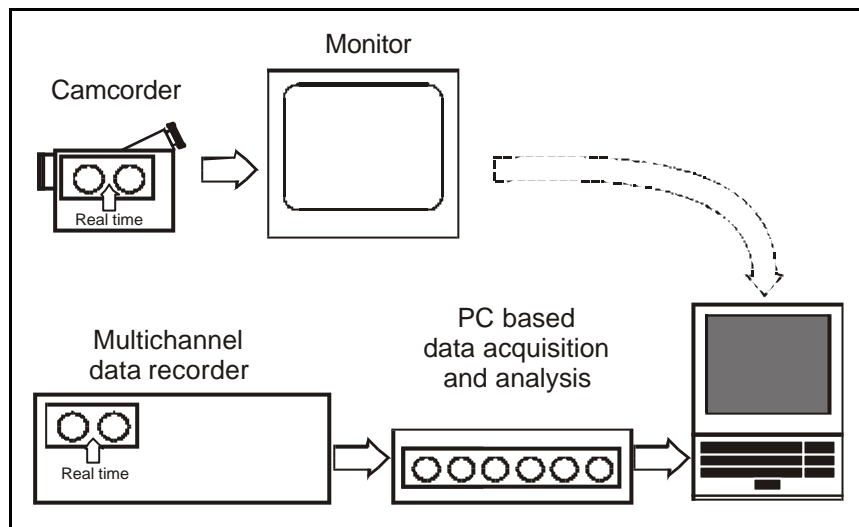 Monitor
Camcorder
Real time
Multichannel
data recorder
Real time
PC based
data acquisition
and analysis